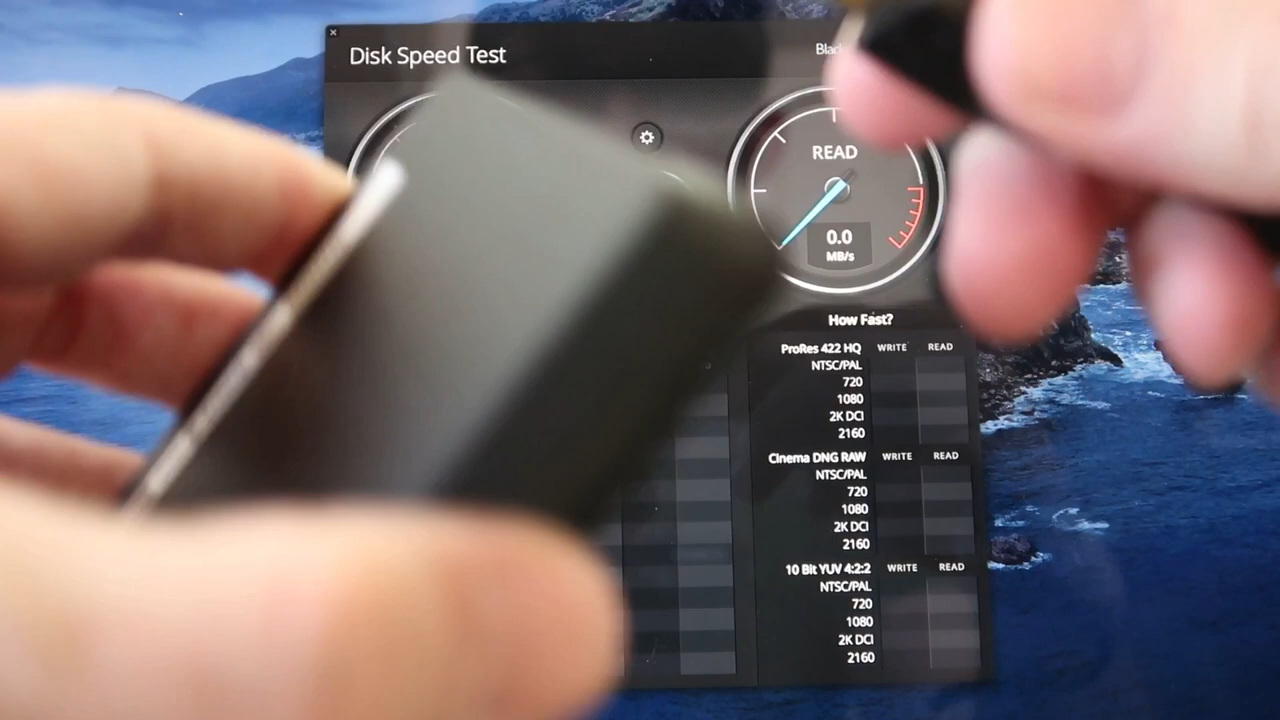 Disk Speed Test
READ
0.0
MB/s
How Fast?
ProRes 422 HQ WRITE READ
NTSC/PAL
720
1080
2K DCI
2160
Cinema DNG RAW WRITE READ
NTSC/PAL
720
1080
2K DCI
2160
10 Bit YUV 4:2:2 WRITE READ
NTSC/PAL
720
1080
2K DCI
2160